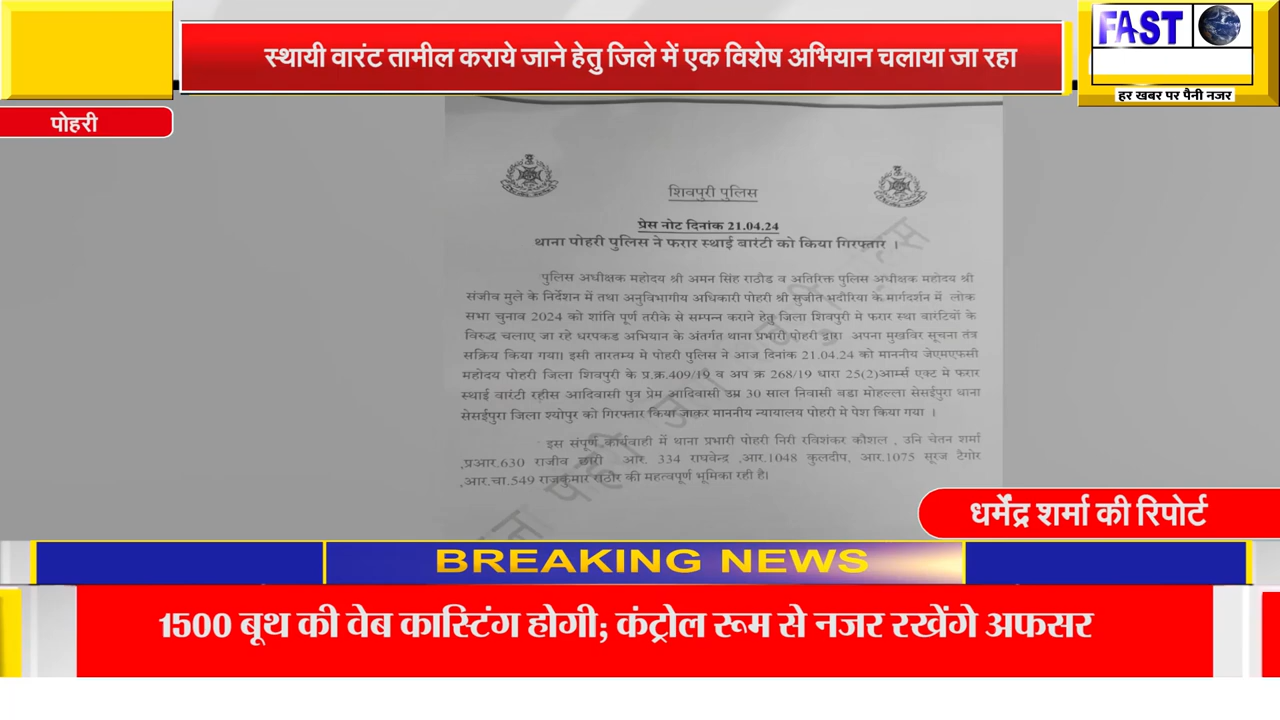 स्थायी वारंट तामील कराये जाने हेतु जिले में एक विशेष अभियान चलाया जा रहा
FAST
हर खबर पर पैनी नजर
पोहरी
शिवपुरी पुलिस
प्रेस नोट दिनांक 21.04.24
थाना पोहरी पुलिस ने फरार स्थाई बारंटी को किया गिरफ्तार ।
पुलिस अधीक्षक महोदय श्री अमन सिंह राठौड व अतिरिक्त पुलिस अधीक्षक महोदय श्री
संजीव मुले के निर्देशन में तथा अनुविभागीय अधिकारी पोहरी श्री सुजीत भदौरिया के मार्गदर्शन में लोक
सभा चुनाव 2024 को शांति पूर्ण तरीके से सम्पन्न कराने हेतु जिला शिवपुरी मे फरार स्था बारंटियों के
विरुद्ध चलाए जा रहे धरपकड अभियान के अंतर्गत थाना प्रभारी पोहरी द्वारा अपना मुखविर सूचना तंत्र
सक्रिय किया गया। इसी तारतम्य मे पोहरी पुलिस ने आज दिनांक 21.04.24 को माननीय जेएमएफसी
महोदय पोहरी जिला शिवपुरी के प्र.क्र.409/19 व अप क्र 268/19 धारा 25(2)आर्म्स एक्ट मे फरार
स्थाई वारंटी रहीस आदिवासी पुत्र प्रेम आदिवासी उम्र 30 साल निवासी बडा मोहल्ला सेसईपुरा थाना
सेसईपुरा जिला श्योपुर को गिरफ्तार किया जाकर माननीय न्यायालय पोहरी मे पेश किया गया ।
इस संपूर्ण कार्यवाही में थाना प्रभारी पोहरी निरी रविशंकर कौशल , उनि चेतन शर्मा
,प्रआर.630 राजीव छारी आर. 334 राघवेन्द्र ,आर.1048 कुलदीप, आर.1075 सूरज टैगोर
,आर.चा.549 राजकुमार राठौर की महत्वपूर्ण भूमिका रही है।
धर्मेंद्र शर्मा की रिपोर्ट
BREAKING NEWS
1500 बूथ की वेब कास्टिंग होगी; कंट्रोल रूम से नजर रखेंगे अफसर